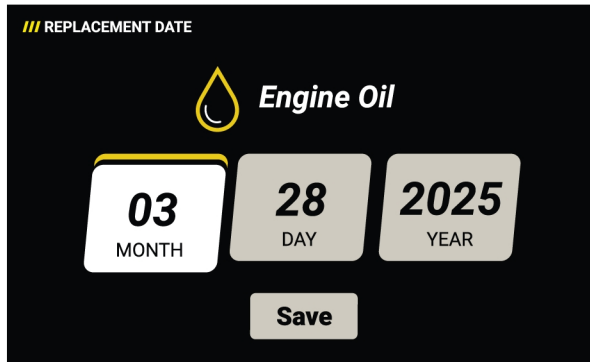 /// REPLACEMENT DATE
Engine Oil
03 28 2025
MONTH DAY YEAR
Save